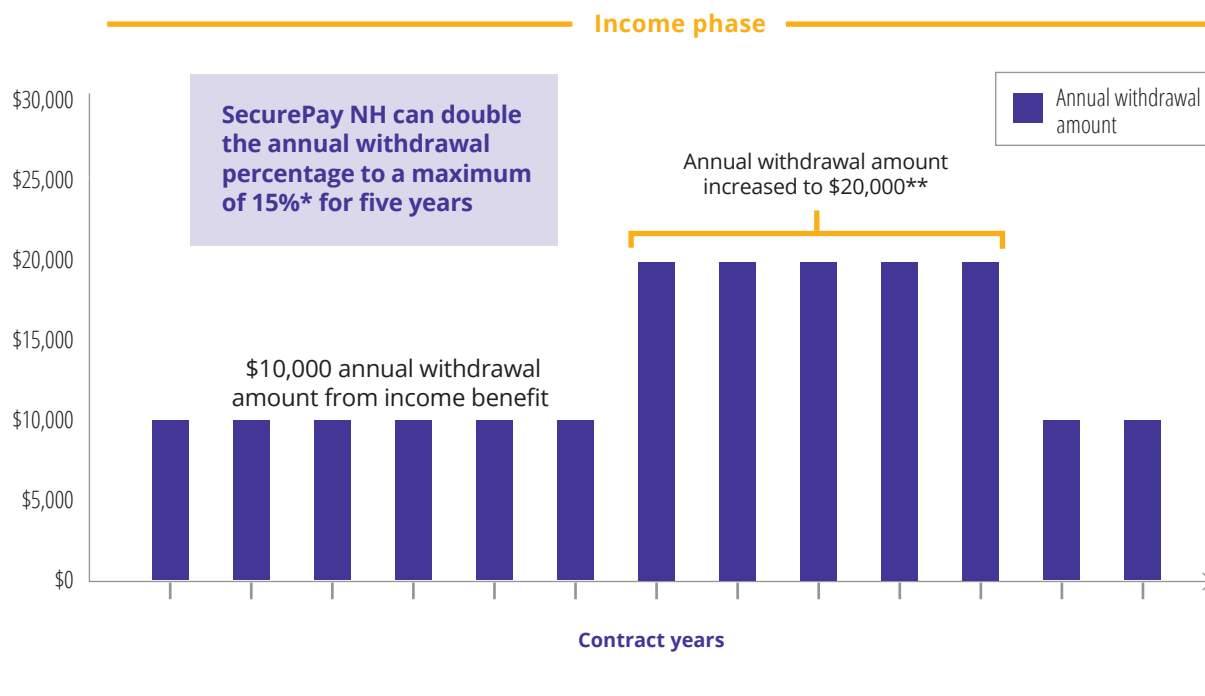 Income phase
SecurePay NH can double
the annual withdrawal
percentage to a maximum
of 15%* for five years
Annual withdrawal
amount
Annual withdrawal amount
increased to $20,000**
$10,000 annual withdrawal
amount from income benefit
$30,000
$25,000
$20,000
$15,000
$10,000
$5,000
$0
Contract years